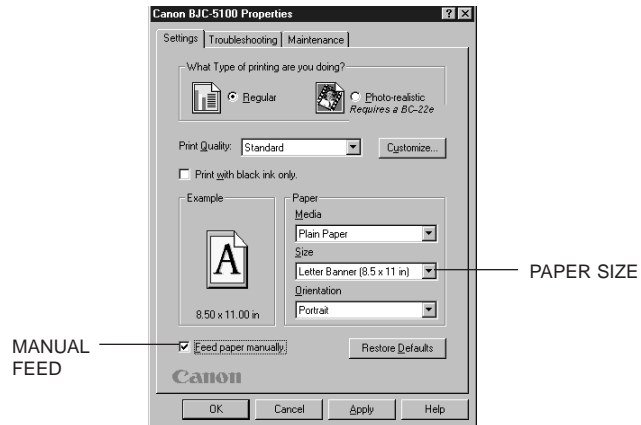 Canon BJC-5100 Properties
Settings Troubleshooting Maintenance
What Type of printing are you doing?
Regular
Photo-realistic
Requires a BC-22e
Print Quality: Standard Customize...
Print with black ink only.
Example
A
8.50 x 11.00 in
Paper
Media
Plain Paper
Size
Letter Banner (8.5 x 11 in)
PAPER SIZE
Orientation
Portrait
MANUAL
FEED
Feed paper manually.
Restore Defaults
Canon
OK Cancel Apply Help